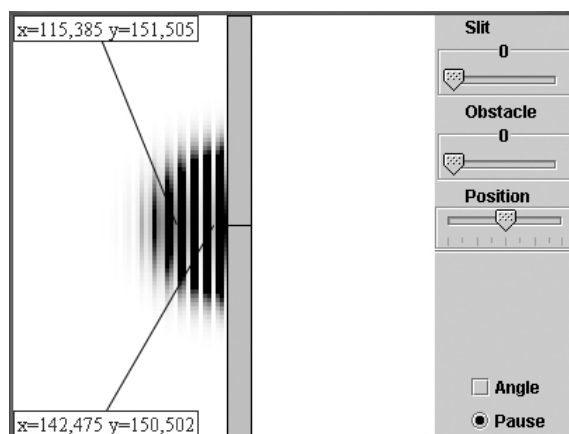 x=115,385 y=151,505
Slit
0
Obstacle
0
Position
x=142,475 y=150,502
Angle
Pause